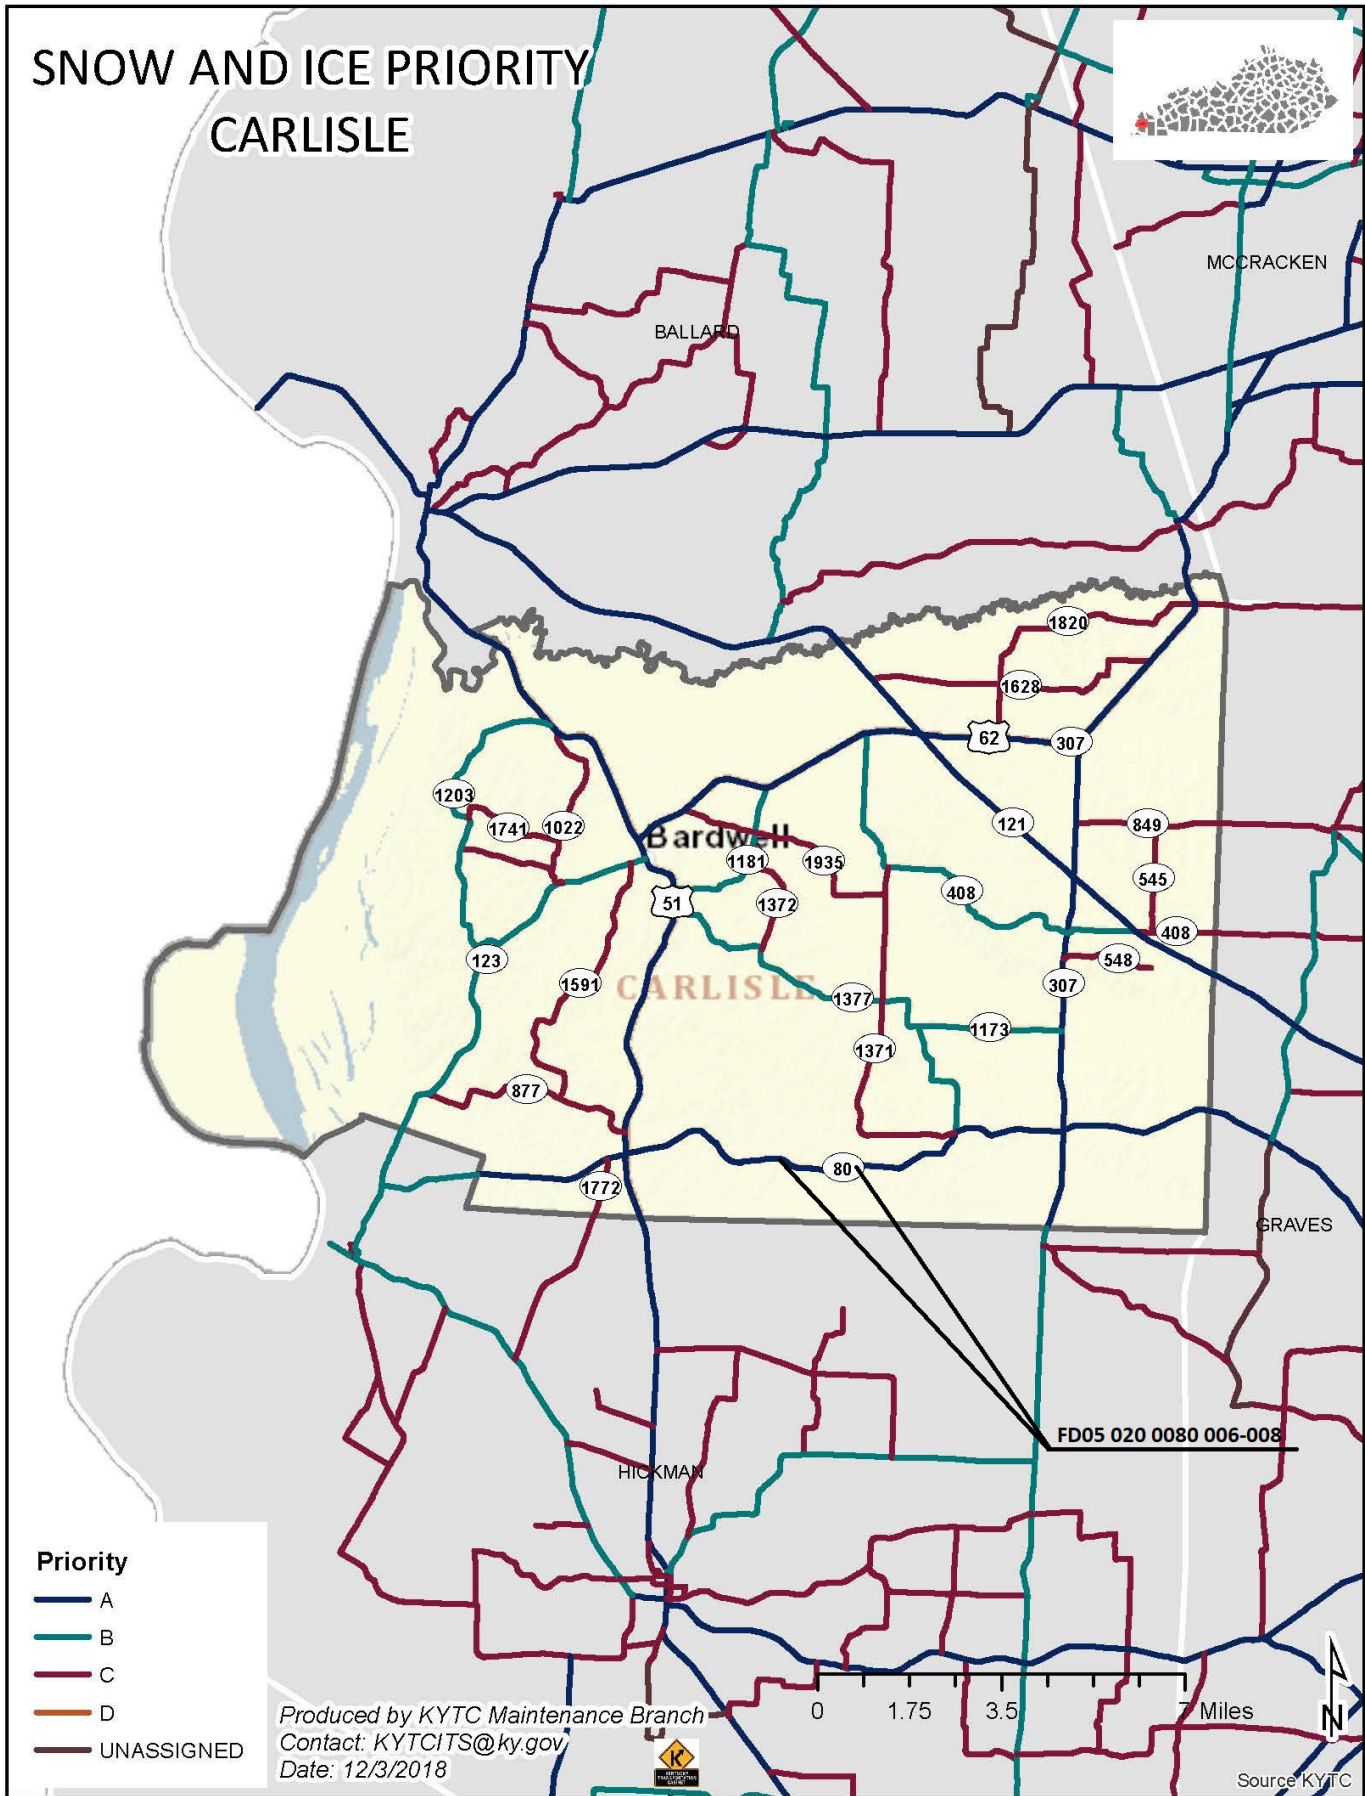 SNOW AND ICE PRIORITY
CARLISLE
MCCRACKEN
BALLARD
1820
1628
62
307
1203
1741
1022
121
849
Bardwell
1181
1935
545
51
1372
408
408
123
548
1591
CARLISLE
307
1377
1173
1371
877
80
1772
GRAVES
FD05 020 0080 006-008
HICKMAN
Priority
A
B
C
D
UNASSIGNED
Produced by KYTC Maintenance Branch
Contact: KYTCITS@ky.gov
Date: 12/3/2018
0 1.75 3.5 7 Miles
N
Source KYTC